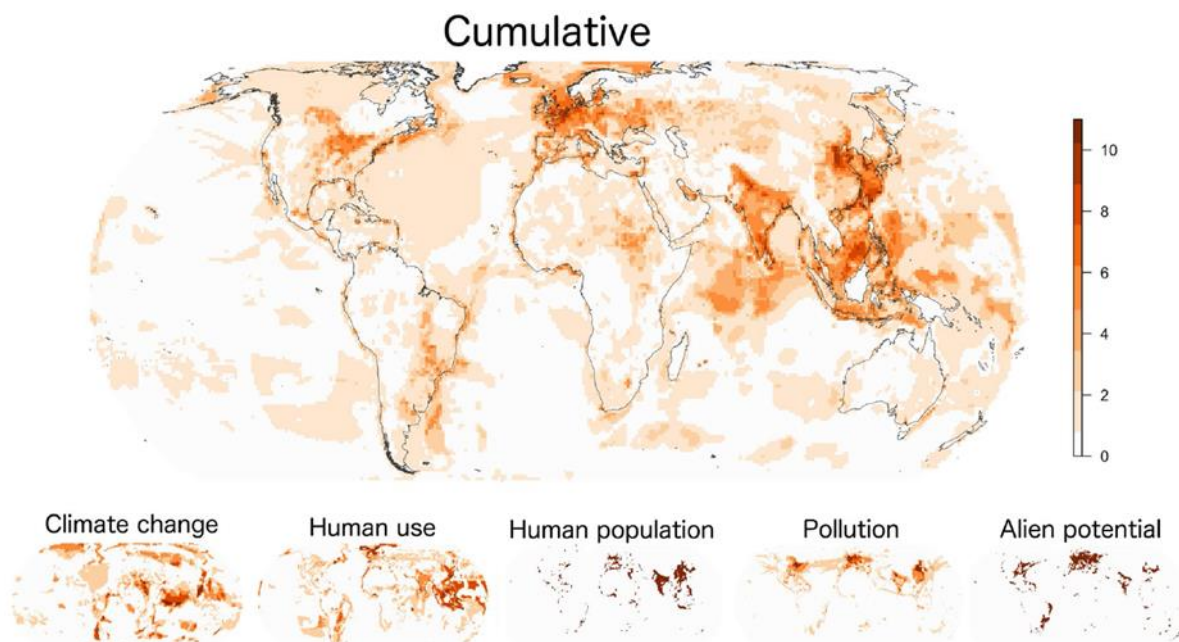 Cumulative
10
8
6
4
2
0
Climate change
Human use
Human population
Pollution
Alien potential